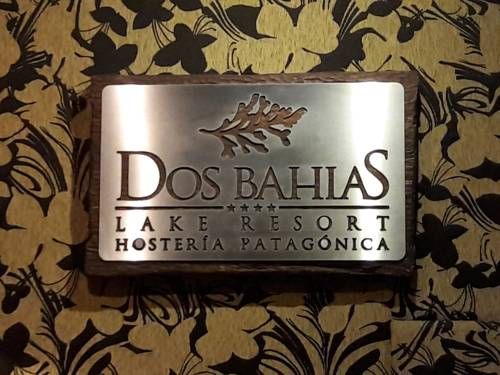 DOS BAHIAS
★★★★
LAKE RESORT
HOSTERÍA PATAGÓNICA